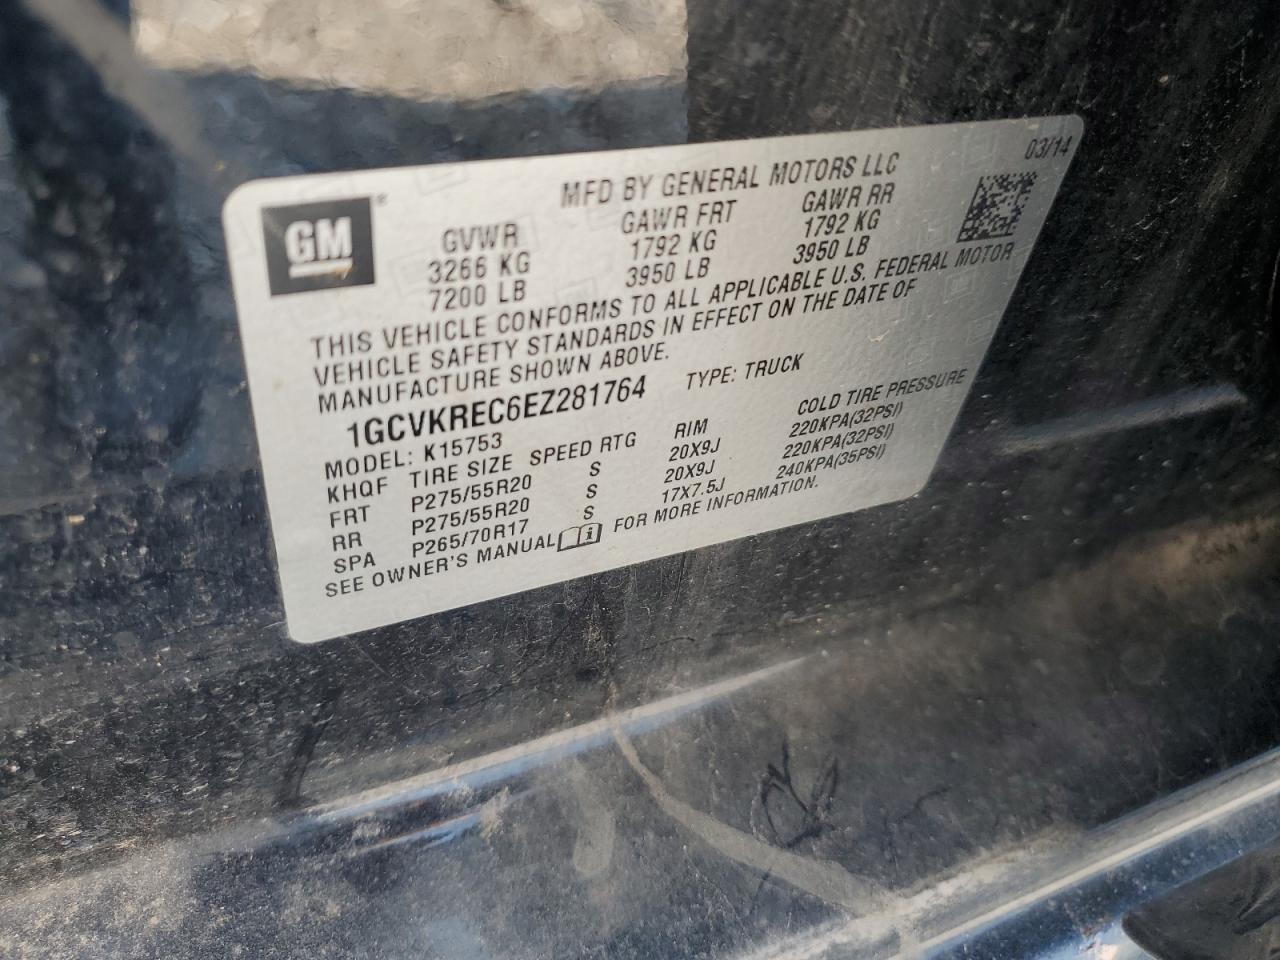 03/14
MFD BY GENERAL MOTORS LLC
GM®
GVWR GAWR FRT GAWR RR
3266 KG 1792 KG 1792 KG
7200 LB 3950 LB 3950 LB
THIS VEHICLE CONFORMS TO ALL APPLICABLE U.S. FEDERAL MOTOR
VEHICLE SAFETY STANDARDS IN EFFECT ON THE DATE OF
MANUFACTURE SHOWN ABOVE.
1GCVKREC6EZ281764 TYPE: TRUCK
MODEL: K15753
KHQF TIRE SIZE SPEED RTG RIM COLD TIRE PRESSURE
FRT P275/55R20 S 20X9J 220KPA(32PSI)
RR P275/55R20 S 20X9J 220KPA(32PSI)
SPA P265/70R17 S 17X7.5J 240KPA(35PSI)
SEE OWNER'S MANUAL FOR MORE INFORMATION.